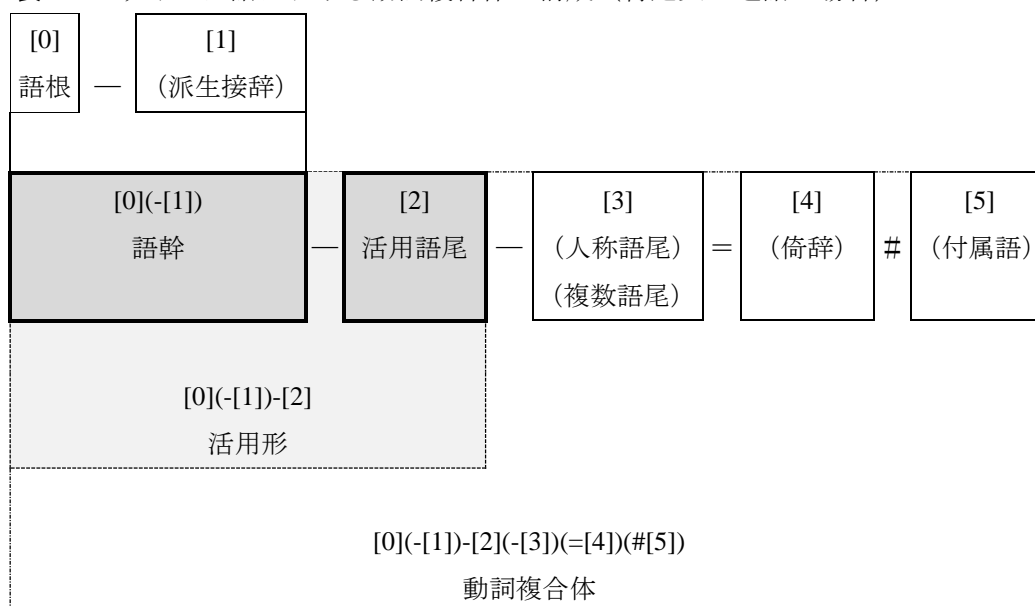 [0] [1]
語根 ― (派生接辞)
[0](-[1]) [2] [3] [4] [5]
語幹 ― 活用語尾 ― (人称語尾) = (倚辞) # (付属語)
(複数語尾)
[0](-[1])-[2]
活用形
[0](-[1])-[2](-[3])(=[4])(#[5])
動詞複合体